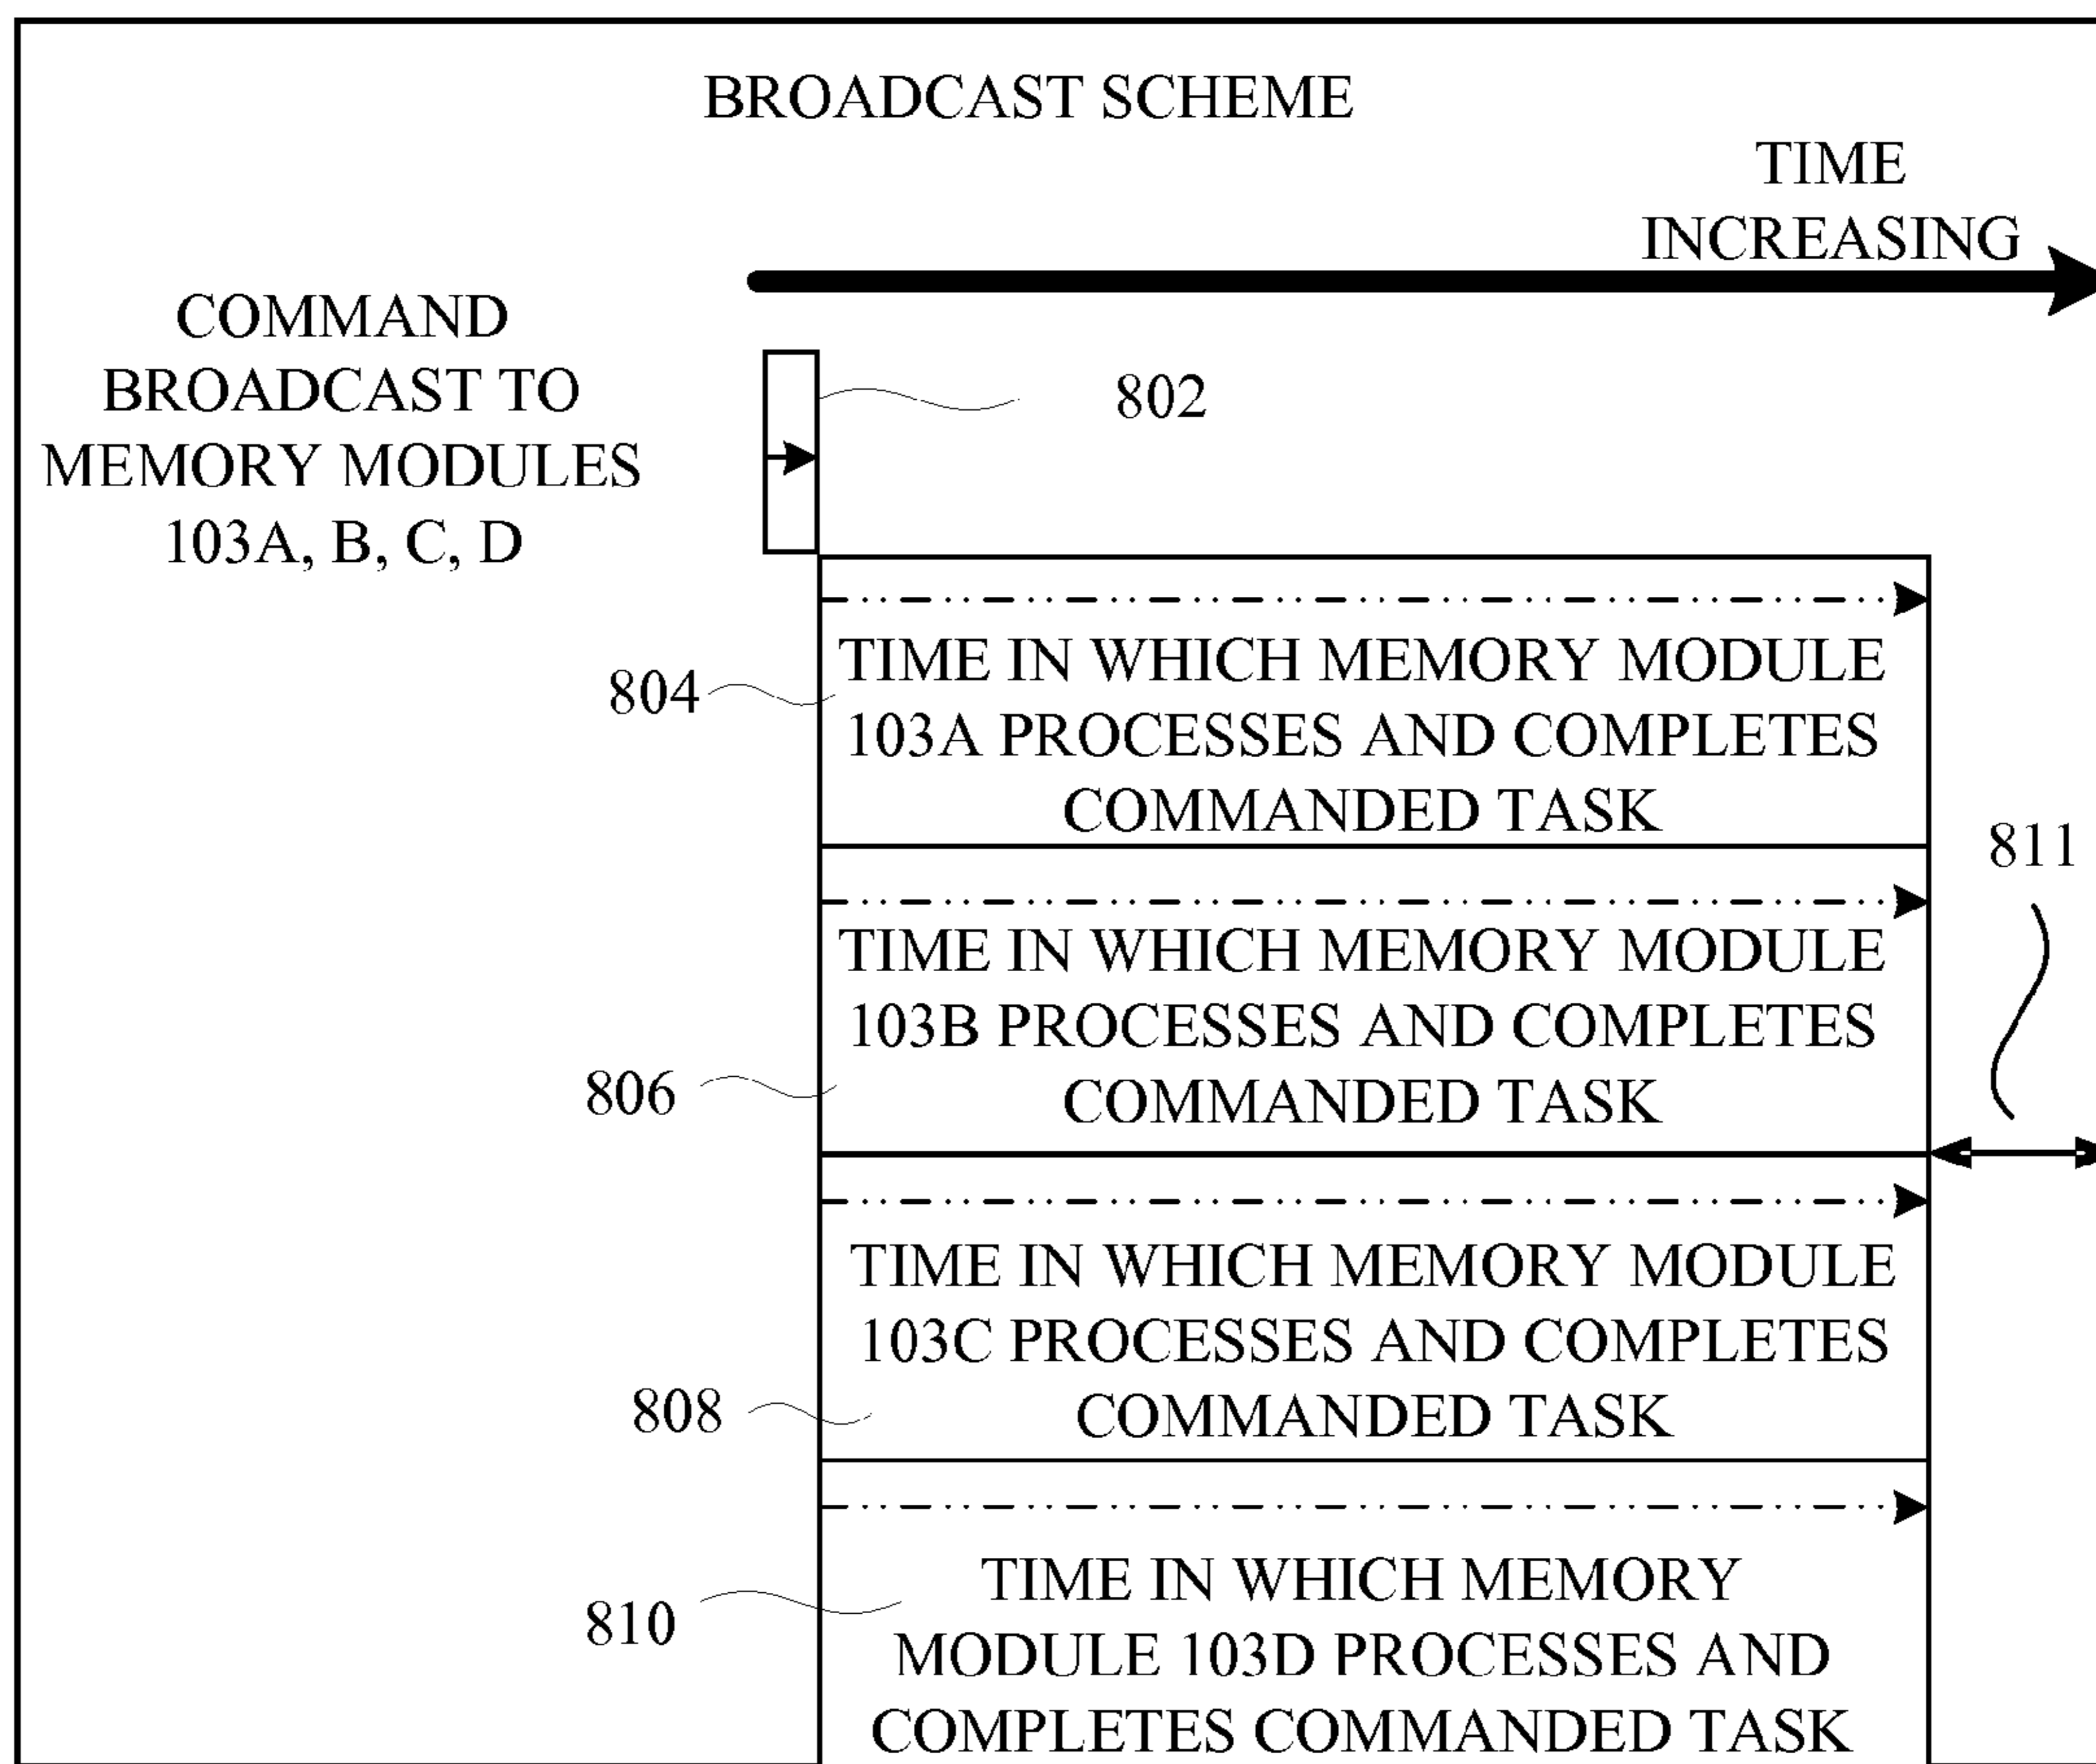 BROADCAST SCHEME
TIME
INCREASING
COMMAND
BROADCAST TO
MEMORY MODULES
103A, B, C, D
802
804
TIME IN WHICH MEMORY MODULE
103A PROCESSES AND COMPLETES
COMMANDED TASK
811
806
TIME IN WHICH MEMORY MODULE
103B PROCESSES AND COMPLETES
COMMANDED TASK
808
TIME IN WHICH MEMORY MODULE
103C PROCESSES AND COMPLETES
COMMANDED TASK
810
TIME IN WHICH MEMORY
MODULE 103D PROCESSES AND
COMPLETES COMMANDED TASK